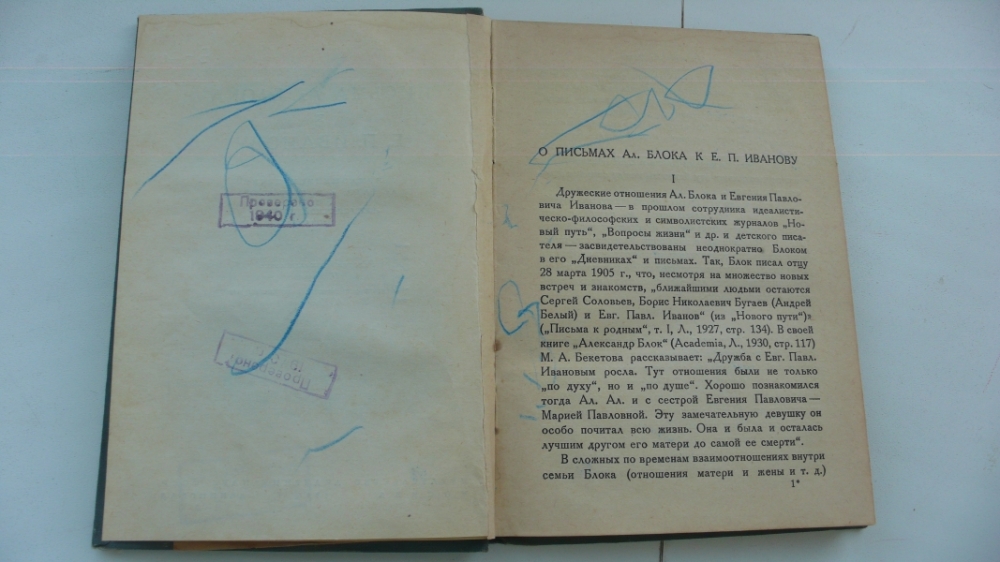 Проверено
1940 г.
О ПИСЬМАХ Ал. БЛОКА К Е. П. ИВАНОВУ
I
Дружеские отношения Ал. Блока и Евгения Павло-
вича Иванова — в прошлом сотрудника идеалисти-
ческо-философских и символистских журналов „Но-
вый путь“, „Вопросы жизни“ и др. и детского писа-
теля — засвидетельствованы неоднократно Блоком
в его „Дневниках“ и письмах. Так, Блок писал отцу
28 марта 1905 г., что, несмотря на множество новых
встреч и знакомств, „ближайшими людьми остаются
Сергей Соловьев, Борис Николаевич Бугаев (Андрей
Белый) и Евг. Павл. Иванов“ (из „Нового пути“)»
(„Письма к родным“, т. I, Л., 1927, стр. 134). В своей
книге „Александр Блок“ (Academia, Л., 1930, стр. 117)
М. А. Бекетова рассказывает: „Дружба с Евг. Павл.
Ивановым росла. Тут отношения были не только
„по духу“, но и „по душе“. Хорошо познакомился
тогда Ал. Ал. и с сестрой Евгения Павловича —
Марией Павловной. Эту замечательную девушку он
особо почитал всю жизнь. Она и была и осталась
лучшим другом его матери до самой ее смерти“.
В сложных по временам взаимоотношениях внутри
семьи Блока (отношения матери и жены и т. д.)
1*